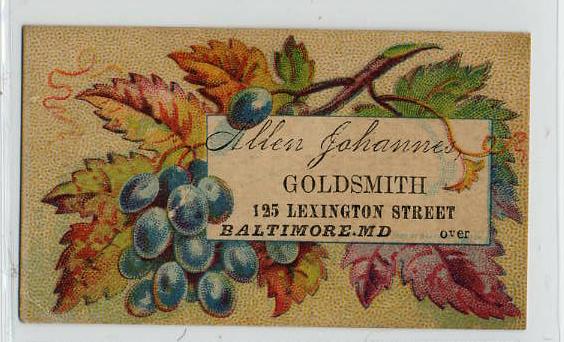 Allen Johannes,
GOLDSMITH
125 LEXINGTON STREET
BALTIMORE.MD
over